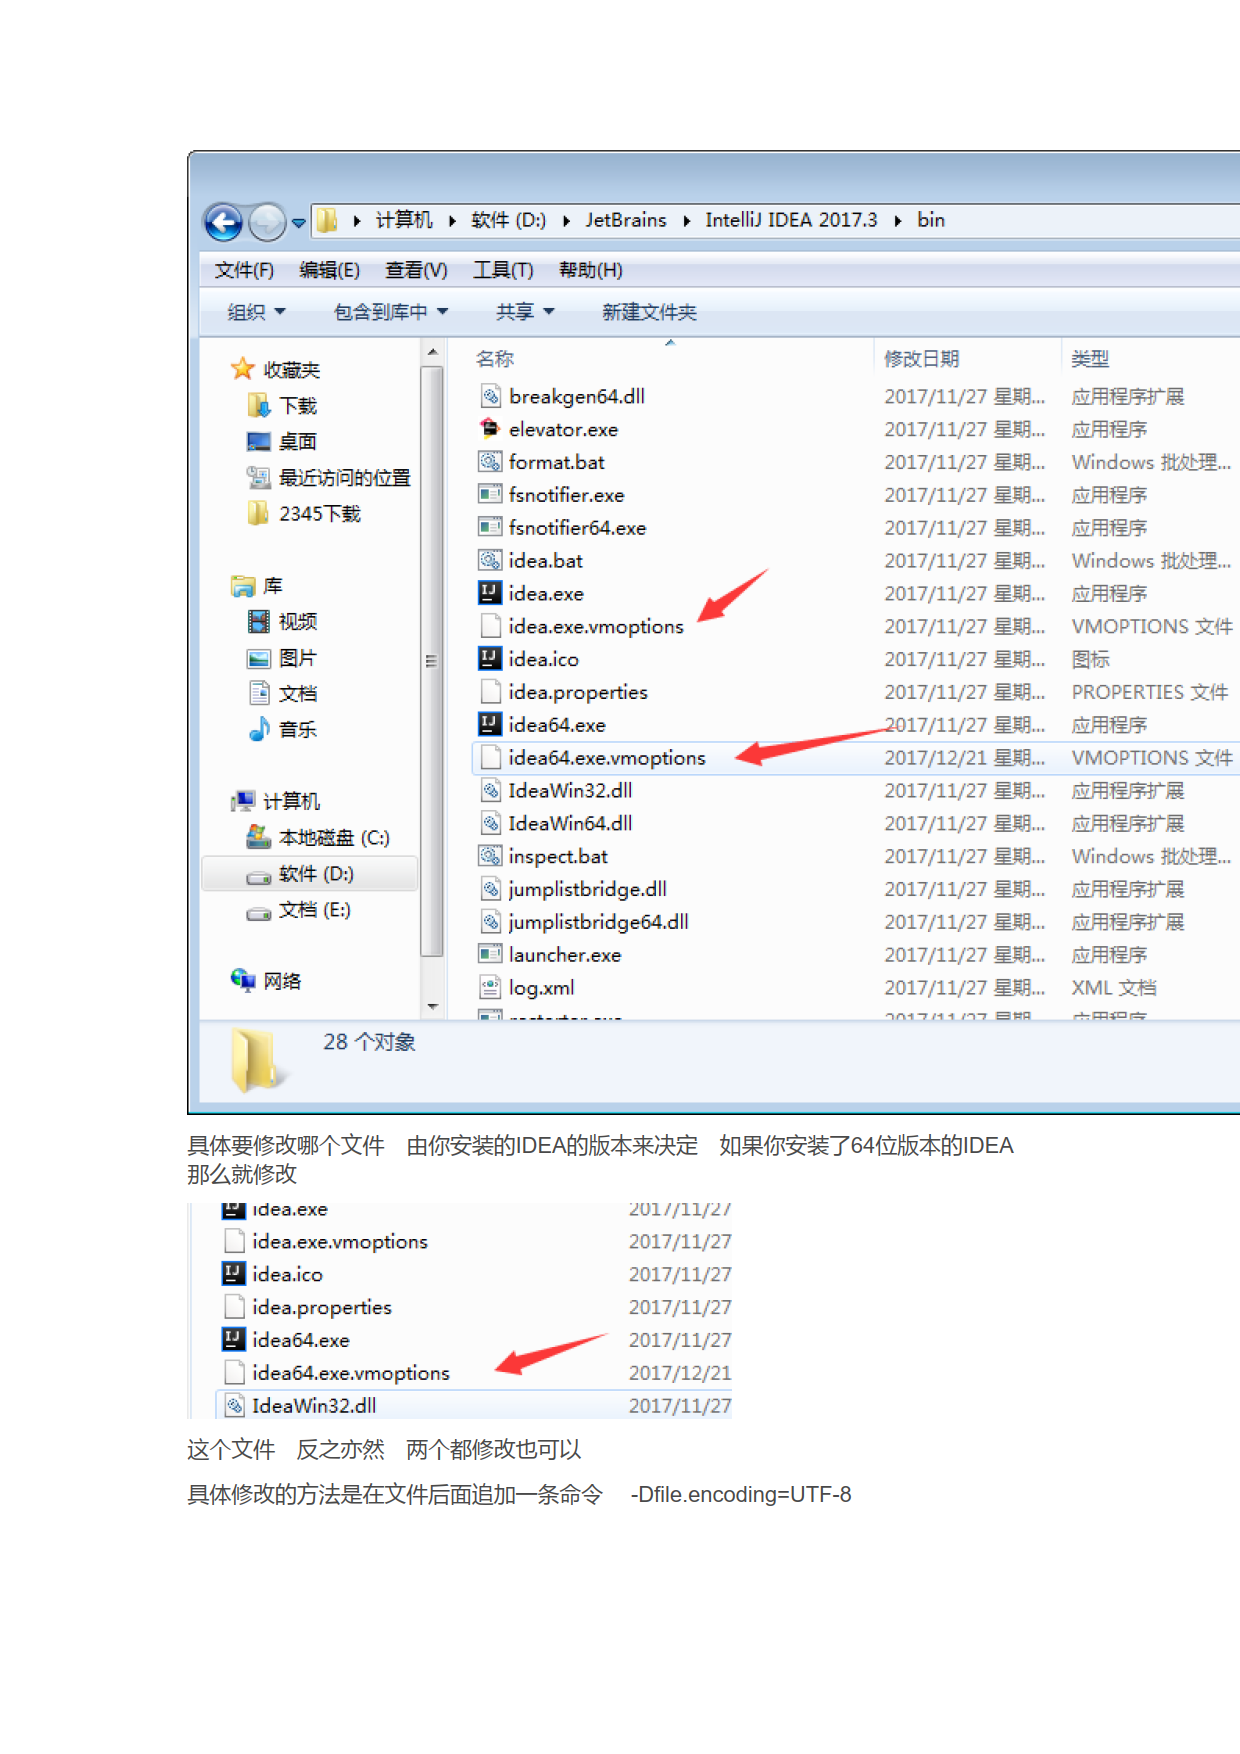 计算机 软件 (D:) JetBrains IntelliJ IDEA 2017.3 bin
文件(F) 编辑(E) 查看(V) 工具(T) 帮助(H)
组织 包含到库中 共享 新建文件夹
收藏夹
下载
桌面
最近访问的位置
2345下载
库
视频
图片
文档
音乐
计算机
本地磁盘 (C:)
软件 (D:)
文档 (E:)
网络
名称 修改日期 类型
breakgen64.dll 2017/11/27 星期... 应用程序扩展
elevator.exe 2017/11/27 星期... 应用程序
format.bat 2017/11/27 星期... Windows 批处理...
fsnotifier.exe 2017/11/27 星期... 应用程序
fsnotifier64.exe 2017/11/27 星期... 应用程序
idea.bat 2017/11/27 星期... Windows 批处理...
idea.exe 2017/11/27 星期... 应用程序
idea.exe.vmoptions 2017/11/27 星期... VMOPTIONS 文件
idea.ico 2017/11/27 星期... 图标
idea.properties 2017/11/27 星期... PROPERTIES 文件
idea64.exe 2017/11/27 星期... 应用程序
idea64.exe.vmoptions 2017/12/21 星期... VMOPTIONS 文件
IdeaWin32.dll 2017/11/27 星期... 应用程序扩展
IdeaWin64.dll 2017/11/27 星期... 应用程序扩展
inspect.bat 2017/11/27 星期... Windows 批处理...
jumplistbridge.dll 2017/11/27 星期... 应用程序扩展
jumplistbridge64.dll 2017/11/27 星期... 应用程序扩展
launcher.exe 2017/11/27 星期... 应用程序
log.xml 2017/11/27 星期... XML 文档
28 个对象
具体要修改哪个文件 由你安装的IDEA的版本来决定 如果你安装了64位版本的IDEA
那么就修改
idea.exe 2017/11/27
idea.exe.vmoptions 2017/11/27
idea.ico 2017/11/27
idea.properties 2017/11/27
idea64.exe 2017/11/27
idea64.exe.vmoptions 2017/12/21
IdeaWin32.dll 2017/11/27
这个文件 反之亦然 两个都修改也可以
具体修改的方法是在文件后面追加一条命令 -Dfile.encoding=UTF-8